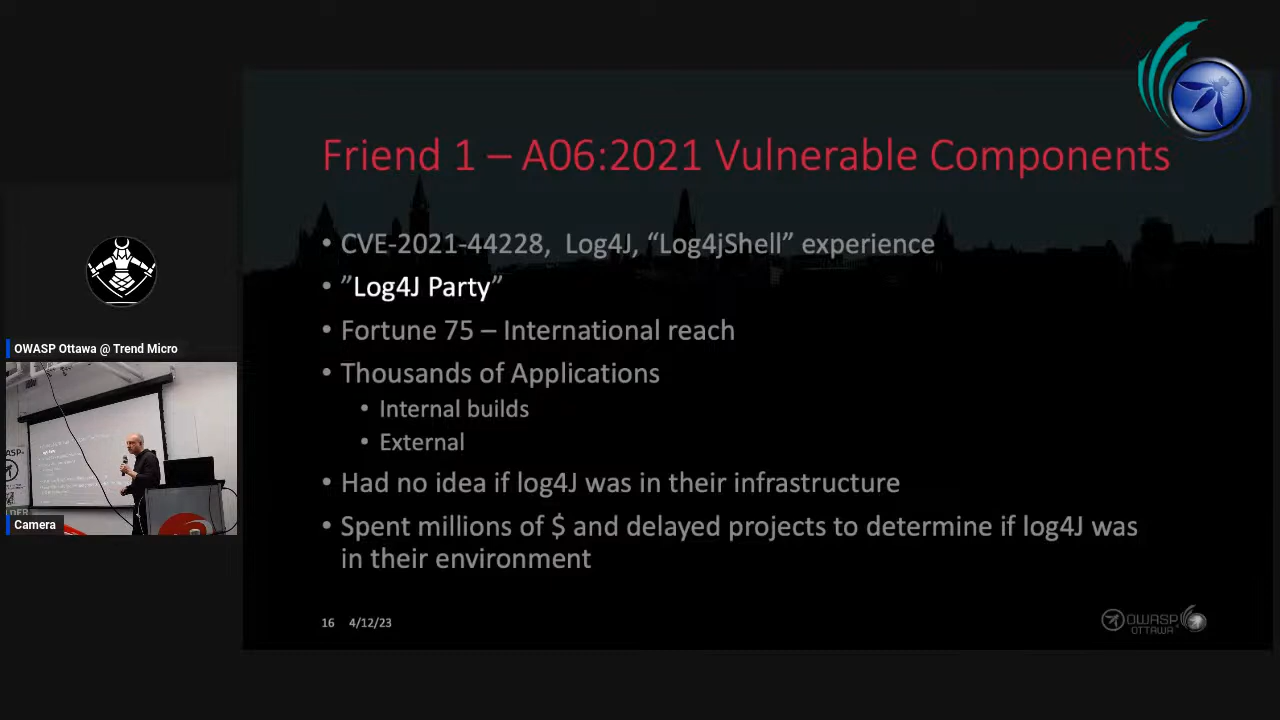 Friend 1 – A06:2021 Vulnerable Components
• CVE-2021-44228, Log4J, “Log4jShell” experience
• ”Log4J Party”
• Fortune 75 – International reach
• Thousands of Applications
• Internal builds
• External
• Had no idea if log4J was in their infrastructure
• Spent millions of $ and delayed projects to determine if log4J was
in their environment
16 4/12/23
OWASP
OTTAWA
OWASP Ottawa @ Trend Micro
Camera